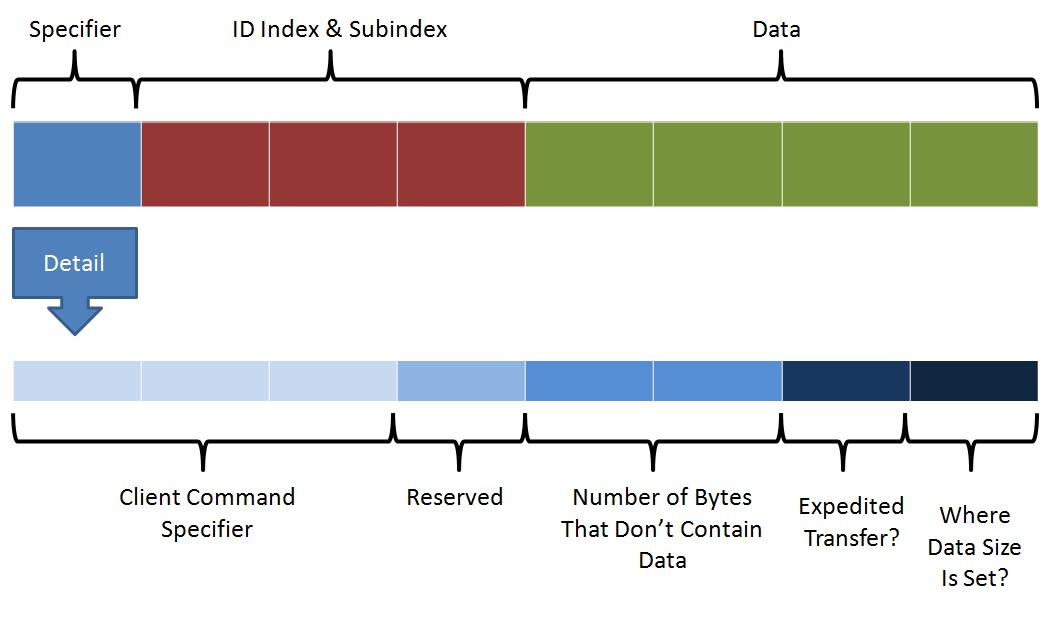 Specifier
ID Index & Subindex
Data
Detail
Client Command
Specifier
Reserved
Number of Bytes
That Don’t Contain
Data
Expedited
Transfer?
Where
Data Size
Is Set?